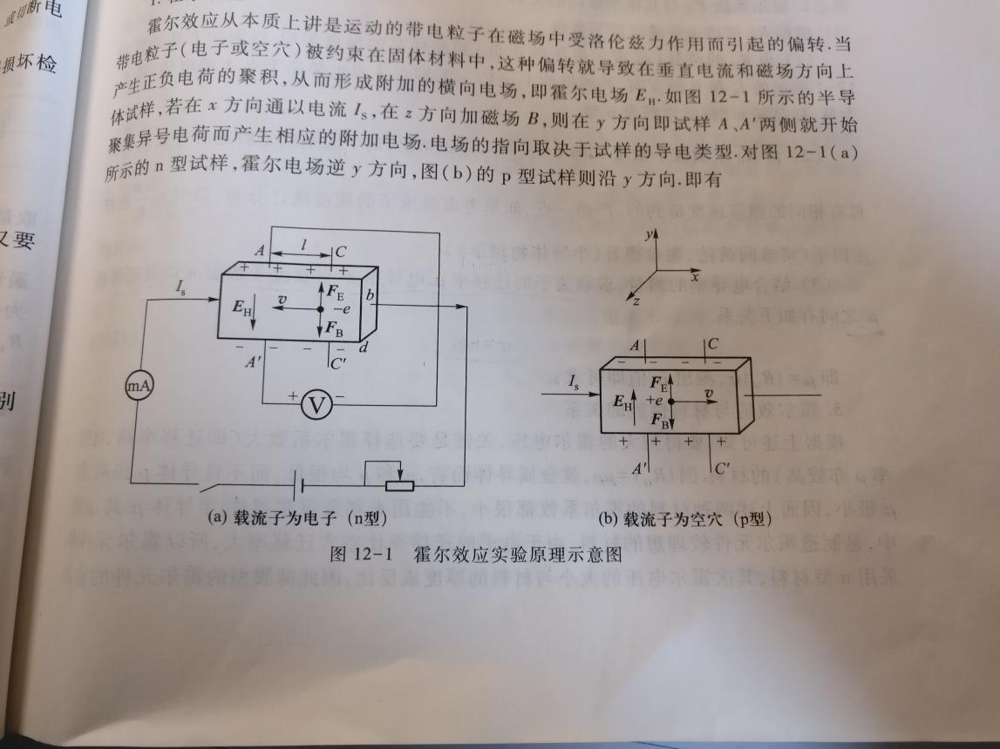 或切断电
损坏检
又要
别
霍尔效应从本质上讲是运动的带电粒子在磁场中受洛伦兹力作用而引起的偏转.当
带电粒子(电子或空穴)被约束在固体材料中,这种偏转就导致在垂直电流和磁场方向上
产生正负电荷的聚积,从而形成附加的横向电场,即霍尔电场 E_H.如图 12-1 所示的半导
体试样,若在 x 方向通以电流 I_s,在 z 方向加磁场 B,则在 y 方向即试样 A、A'两侧就开始
聚集异号电荷而产生相应的附加电场.电场的指向取决于试样的导电类型.对图 12-1(a)
所示的 n 型试样,霍尔电场逆 y 方向,图(b)的 p 型试样则沿 y 方向.即有
A l C
+ + + +
I_s
E_H v F_E -e b
F_B
- - - - d
A' C'
mA
+ V -
y
x
z
A C
- - - -
I_s
E_H F_E +e v
F_B
+ + +
A' C'
(a) 载流子为电子 (n型)
(b) 载流子为空穴 (p型)
图 12-1 霍尔效应实验原理示意图